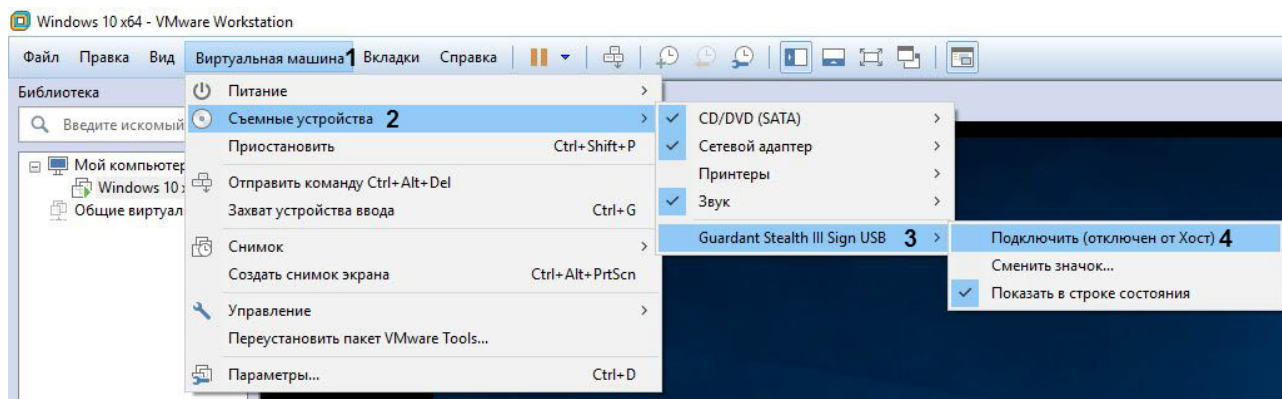 Windows 10 x64 - VMware Workstation
Файл Правка Вид Виртуальная машина 1 Вкладки Справка
Библиотека
Введите искомый
Мой компьютер
Windows 10 x
Общие виртуал
Питание
Съемные устройства 2
Приостановить Ctrl+Shift+P
Отправить команду Ctrl+Alt+Del
Захват устройства ввода Ctrl+G
Снимок
Создать снимок экрана Ctrl+Alt+PrtScn
Управление
Переустановить пакет VMware Tools...
Параметры... Ctrl+D
CD/DVD (SATA)
Сетевой адаптер
Принтеры
Звук
Guardant Stealth III Sign USB 3
Подключить (отключен от Хост) 4
Сменить значок...
Показать в строке состояния